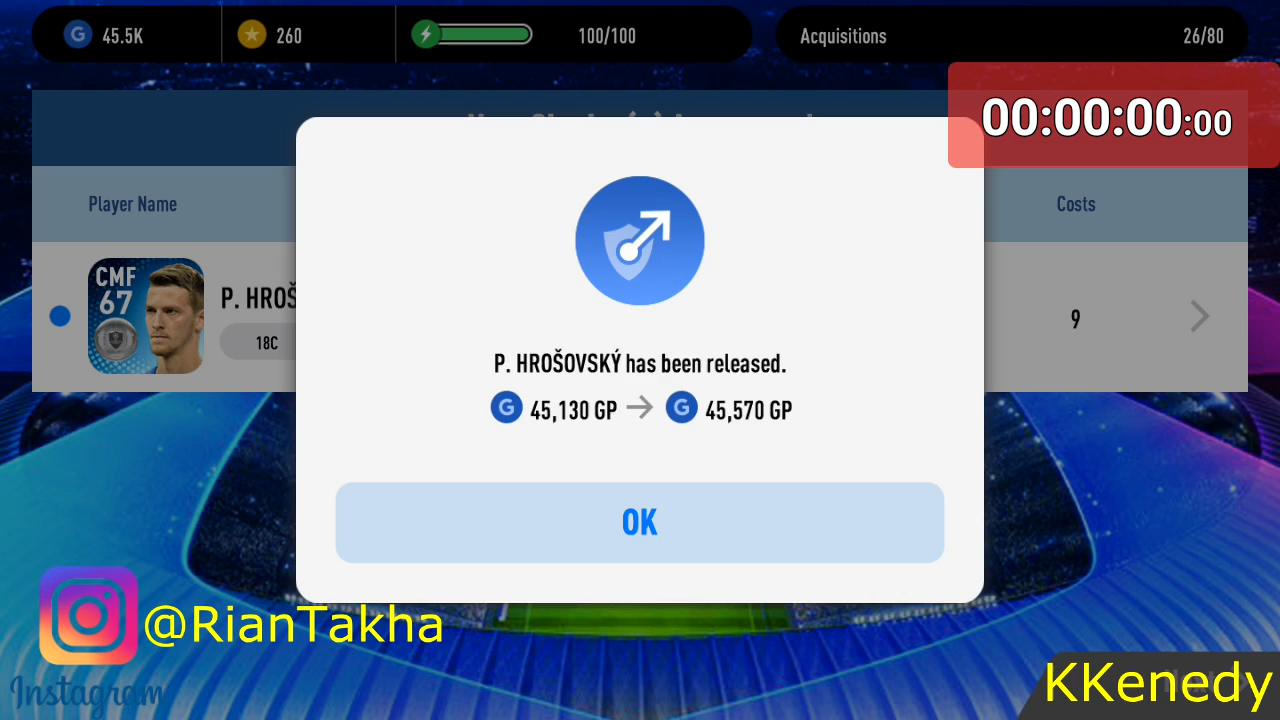 45.5K
260
100/100
Acquisitions
26/80
00:00:00:00
Player Name
Costs
CMF
67
P. HROŠ
18C
9
P. HROŠOVSKÝ has been released.
45,130 GP → 45,570 GP
OK
@RianTakha
Instagram
KKenedy